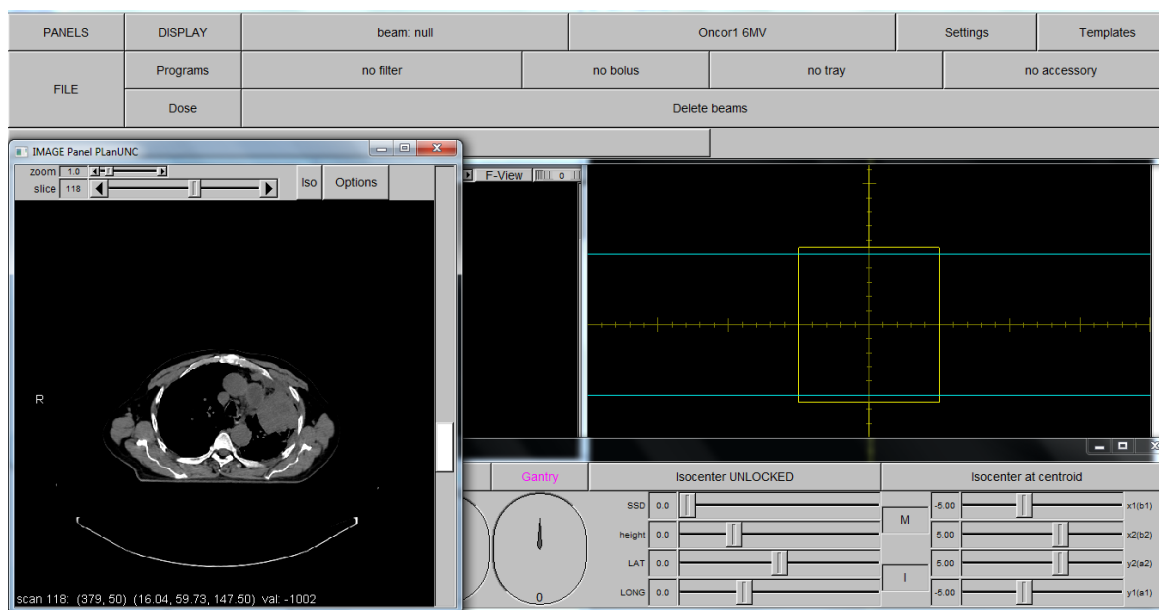 PANELS DISPLAY beam: null Oncor1 6MV Settings Templates
FILE Programs no filter no bolus no tray no accessory
Dose Delete beams
IMAGE Panel PLanUNC
zoom 1.0
slice 118 Iso Options
F-View 0
R
scan 118: (379, 50) (16.04, 59.73, 147.50) val: -1002
Gantry Isocenter UNLOCKED Isocenter at centroid
SSD 0.0 M -5.00 x1(b1)
height 0.0 5.00 x2(b2)
LAT 0.0 I 5.00 y2(a2)
LONG 0.0 -5.00 y1(a1)
0